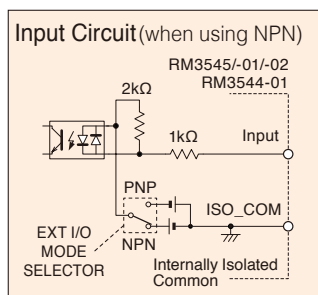 Input Circuit (when using NPN)
RM3545/-01/-02
RM3544-01
2kΩ
1kΩ
Input
PNP
ISO_COM
EXT I/O
MODE
SELECTOR
NPN
Internally Isolated
Common